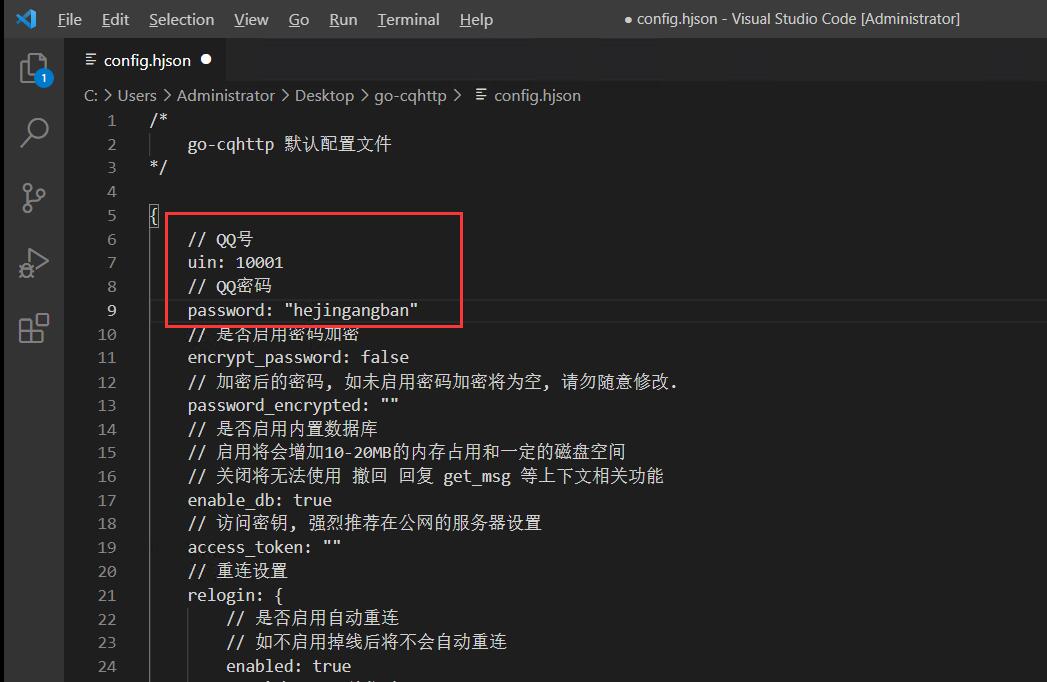 File Edit Selection View Go Run Terminal Help ● config.hjson - Visual Studio Code [Administrator]
config.hjson ●
1
C: > Users > Administrator > Desktop > go-cqhttp > config.hjson
1 /*
2 go-cqhttp 默认配置文件
3 */
4
5 {
6 // QQ号
7 uin: 10001
8 // QQ密码
9 password: "hejingangban"
10 // 是否启用密码加密
11 encrypt_password: false
12 // 加密后的密码, 如未启用密码加密将为空, 请勿随意修改.
13 password_encrypted: ""
14 // 是否启用内置数据库
15 // 启用将会增加10-20MB的内存占用和一定的磁盘空间
16 // 关闭将无法使用 撤回 回复 get_msg 等上下文相关功能
17 enable_db: true
18 // 访问密钥, 强烈推荐在公网的服务器设置
19 access_token: ""
20 // 重连设置
21 relogin: {
22 // 是否启用自动重连
23 // 如不启用掉线后将不会自动重连
24 enabled: true